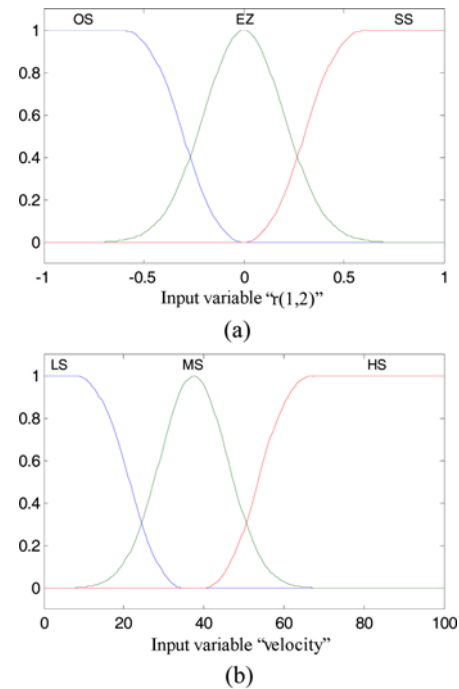 OS EZ SS
1
0.8
0.6
0.4
0.2
0
-1 -0.5 0 0.5 1
Input variable "r(1,2)"
(a)
LS MS HS
1
0.8
0.6
0.4
0.2
0
0 20 40 60 80 100
Input variable "velocity"
(b)